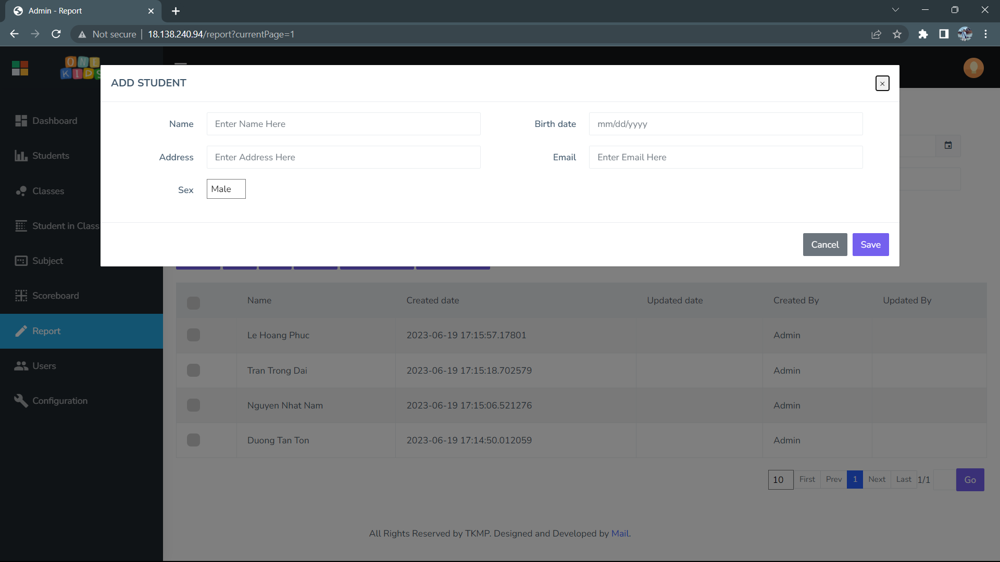 Admin - Report
Not secure
18.138.240.94/report?currentPage=1
ONE
KIDS
ADD STUDENT
Name
Enter Name Here
Birth date
mm/dd/yyyy
Address
Enter Address Here
Email
Enter Email Here
Sex
Male
Cancel
Save
Dashboard
Students
Classes
Student in Class
Subject
Scoreboard
Report
Users
Configuration
Name Created date Updated date Created By Updated By
Le Hoang Phuc 2023-06-19 17:15:57.17801 Admin
Tran Trong Dai 2023-06-19 17:15:18.702579 Admin
Nguyen Nhat Nam 2023-06-19 17:15:06.521276 Admin
Duong Tan Ton 2023-06-19 17:14:50.012059 Admin
10 First Prev 1 Next Last 1/1 Go
All Rights Reserved by TKMP. Designed and Developed by Mail.